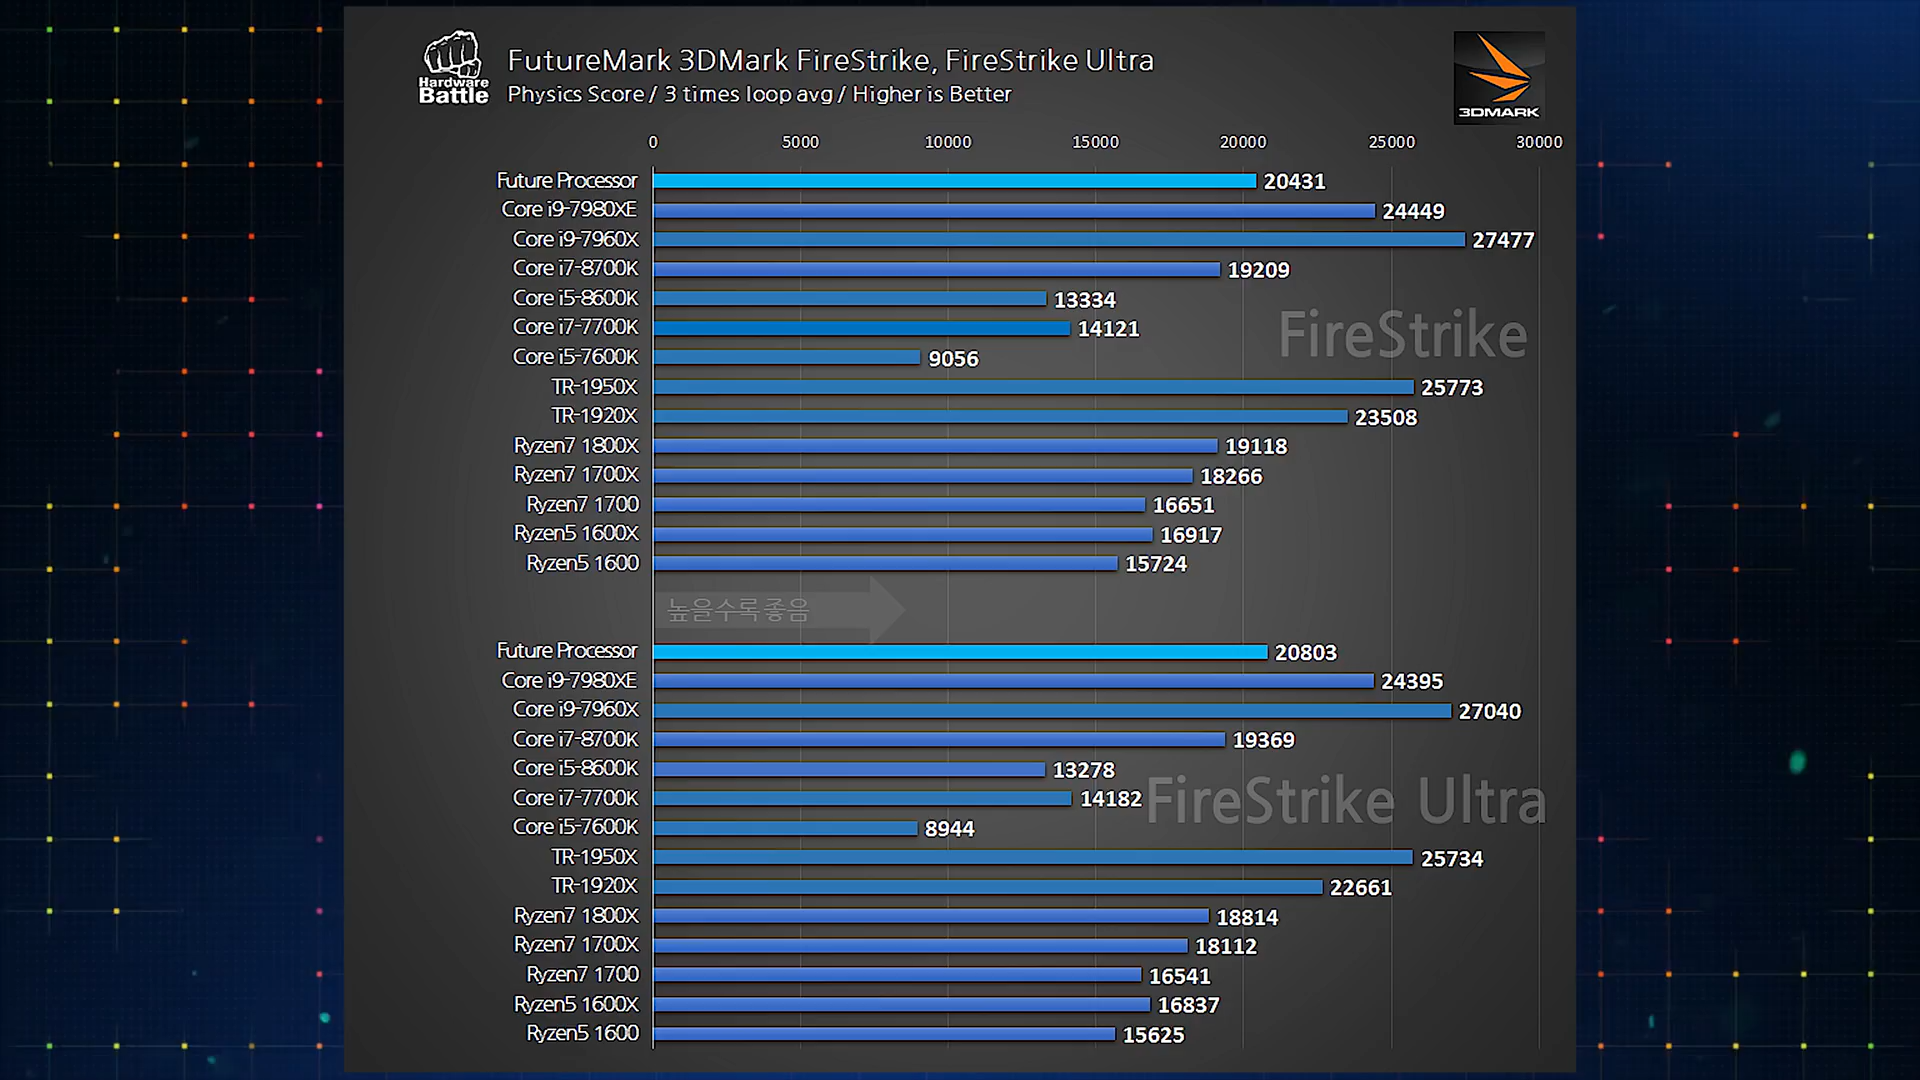 Hardware
Battle
FutureMark 3DMark FireStrike, FireStrike Ultra
Physics Score / 3 times loop avg / Higher is Better
3DMARK
0 5000 10000 15000 20000 25000 30000
Future Processor 20431
Core i9-7980XE 24449
Core i9-7960X 27477
Core i7-8700K 19209
Core i5-8600K 13334
Core i7-7700K 14121
Core i5-7600K 9056
TR-1950X 25773
TR-1920X 23508
Ryzen7 1800X 19118
Ryzen7 1700X 18266
Ryzen7 1700 16651
Ryzen5 1600X 16917
Ryzen5 1600 15724
FireStrike
높을수록 좋음
Future Processor 20803
Core i9-7980XE 24395
Core i9-7960X 27040
Core i7-8700K 19369
Core i5-8600K 13278
Core i7-7700K 14182
Core i5-7600K 8944
TR-1950X 25734
TR-1920X 22661
Ryzen7 1800X 18814
Ryzen7 1700X 18112
Ryzen7 1700 16541
Ryzen5 1600X 16837
Ryzen5 1600 15625
FireStrike Ultra